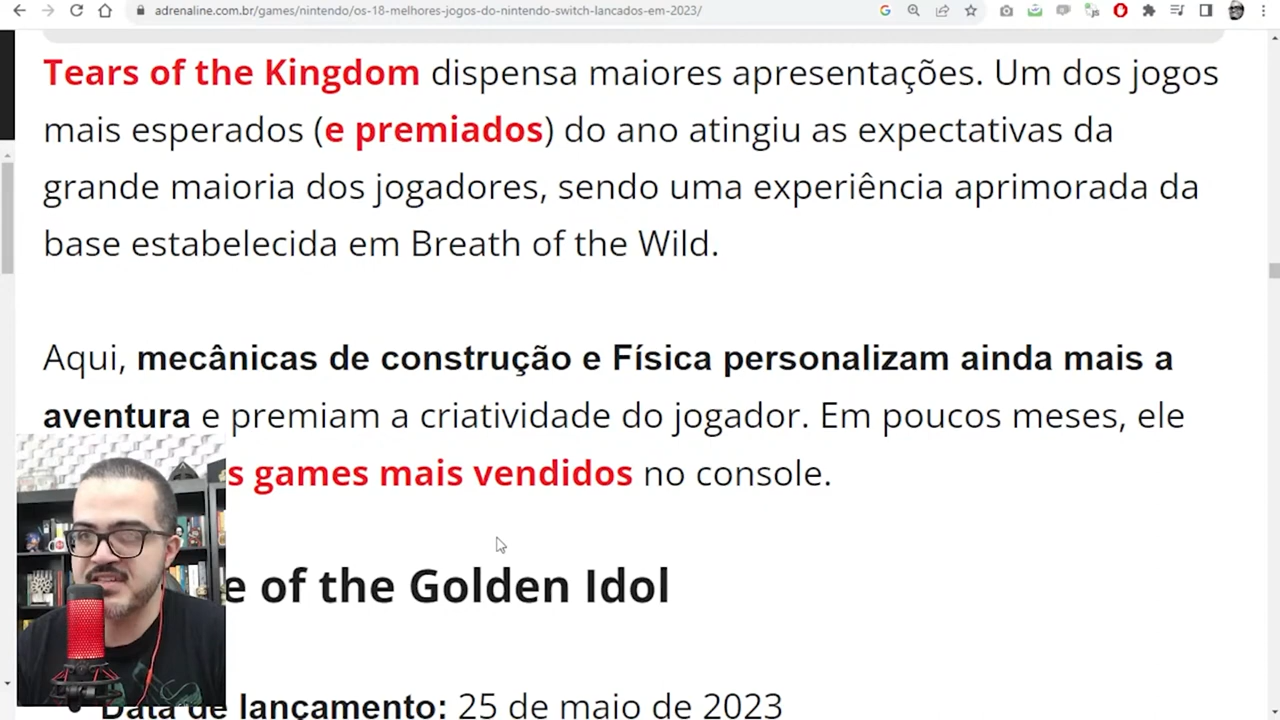 adrenaline.com.br/games/nintendo/os-18-melhores-jogos-do-nintendo-switch-lancados-em-2023/
Tears of the Kingdom dispensa maiores apresentações. Um dos jogos
mais esperados (e premiados) do ano atingiu as expectativas da
grande maioria dos jogadores, sendo uma experiência aprimorada da
base estabelecida em Breath of the Wild.
Aqui, mecânicas de construção e Física personalizam ainda mais a
aventura e premiam a criatividade do jogador. Em poucos meses, ele
s games mais vendidos no console.
e of the Golden Idol
Data de lançamento: 25 de maio de 2023